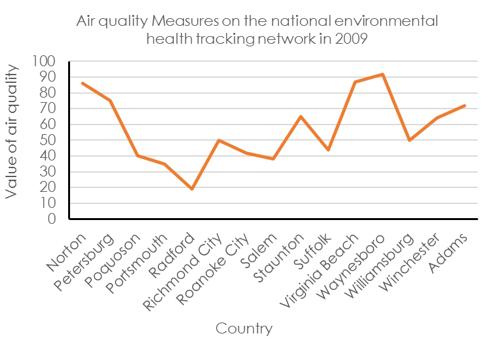 Air quality Measures on the national environmental
health tracking network in 2009
Value of air quality
100
90
80
70
60
50
40
30
20
10
0
Norton
Petersburg
Poquoson
Portsmouth
Radford
Richmond City
Roanoke City
Salem
Staunton
Suffolk
Virginia Beach
Waynesboro
Williamsburg
Winchester
Adams
Country